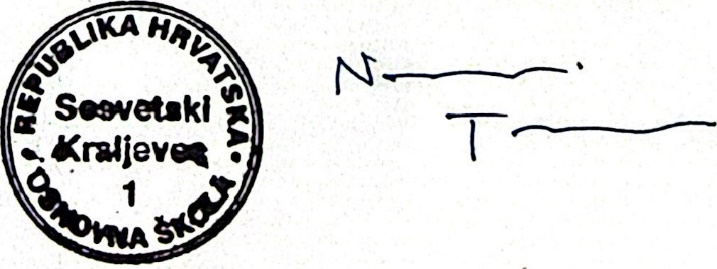 REPUBLIKA HRVATSKA
Sesvetski
Kraljevec
1
OSNOVNA ŠKOLA
N
T